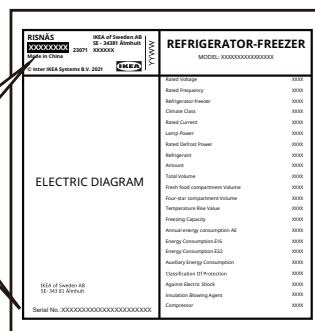 RISNÄS
IKEA of Sweden AB
SE - 34381 Älmhult
XXXXXXXX 23071 XXXXXX
Made in China
© Inter IKEA Systems B.V. 2021
IKEA
YYWW
REFRIGERATOR-FREEZER
MODEL: XXXXXXXXXXXXXXXX
Rated Voltage XXXX
Rated Frequency XXXX
Refrigerator-freezer XXXX
Climate Class XXXX
Rated Current XXXX
Lamp Power XXXX
Rated Defrost Power XXXX
Refrigerant XXXX
Amount XXXX
Total Volume XXXX
Fresh food compartment Volume XXXX
Four-star compartment Volume XXXX
Temperature Rise Value XXXX
Freezing Capacity XXXX
Annual energy consumption AE XXXX
Energy Consumption E16 XXXX
Energy Consumption E32 XXXX
Auxiliary Energy Consumption XXXX
Classification Of Protection XXXX
Against Electric Shock XXXX
Insulation Blowing Agent XXXX
Compressor XXXX
ELECTRIC DIAGRAM
IKEA of Sweden AB
SE- 343 81 Älmhult
Serial No.:XXXXXXXXXXXXXXXXXXXXXX